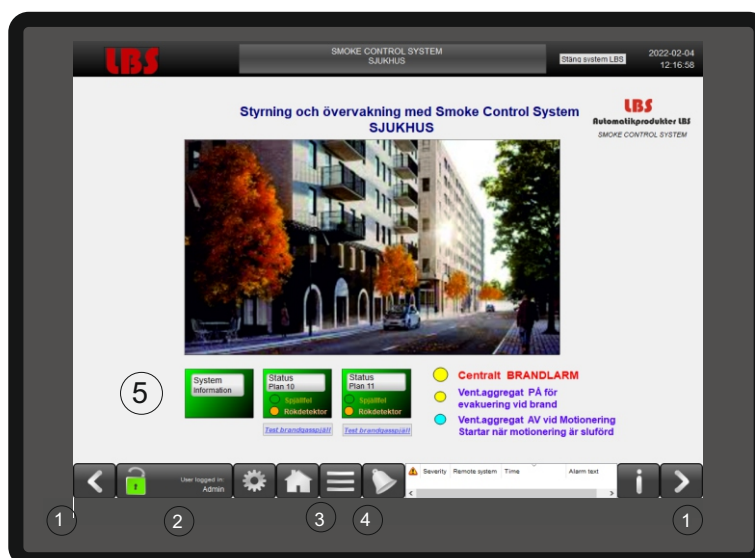 LBS
SMOKE CONTROL SYSTEM
SJUKHUS
Stäng system LBS
2022-02-04
12:16:58
Styrning och övervakning med Smoke Control System
SJUKHUS
LBS
Automatikprodukter LBS
SMOKE CONTROL SYSTEM
5
System
Information
Status
Plan 10
Spjällfel
Rökdetektor
Test brandgasspjäll
Status
Plan 11
Spjällfel
Rökdetektor
Test brandgasspjäll
Centralt BRANDLARM
Vent.aggregat PÅ för
evakuering vid brand
Vent.aggregat AV vid Motionering
Startar när motionering är sluförd
User logged in:
Admin
Severity Remote system Time Alarm text
i
1
2
3
4
1